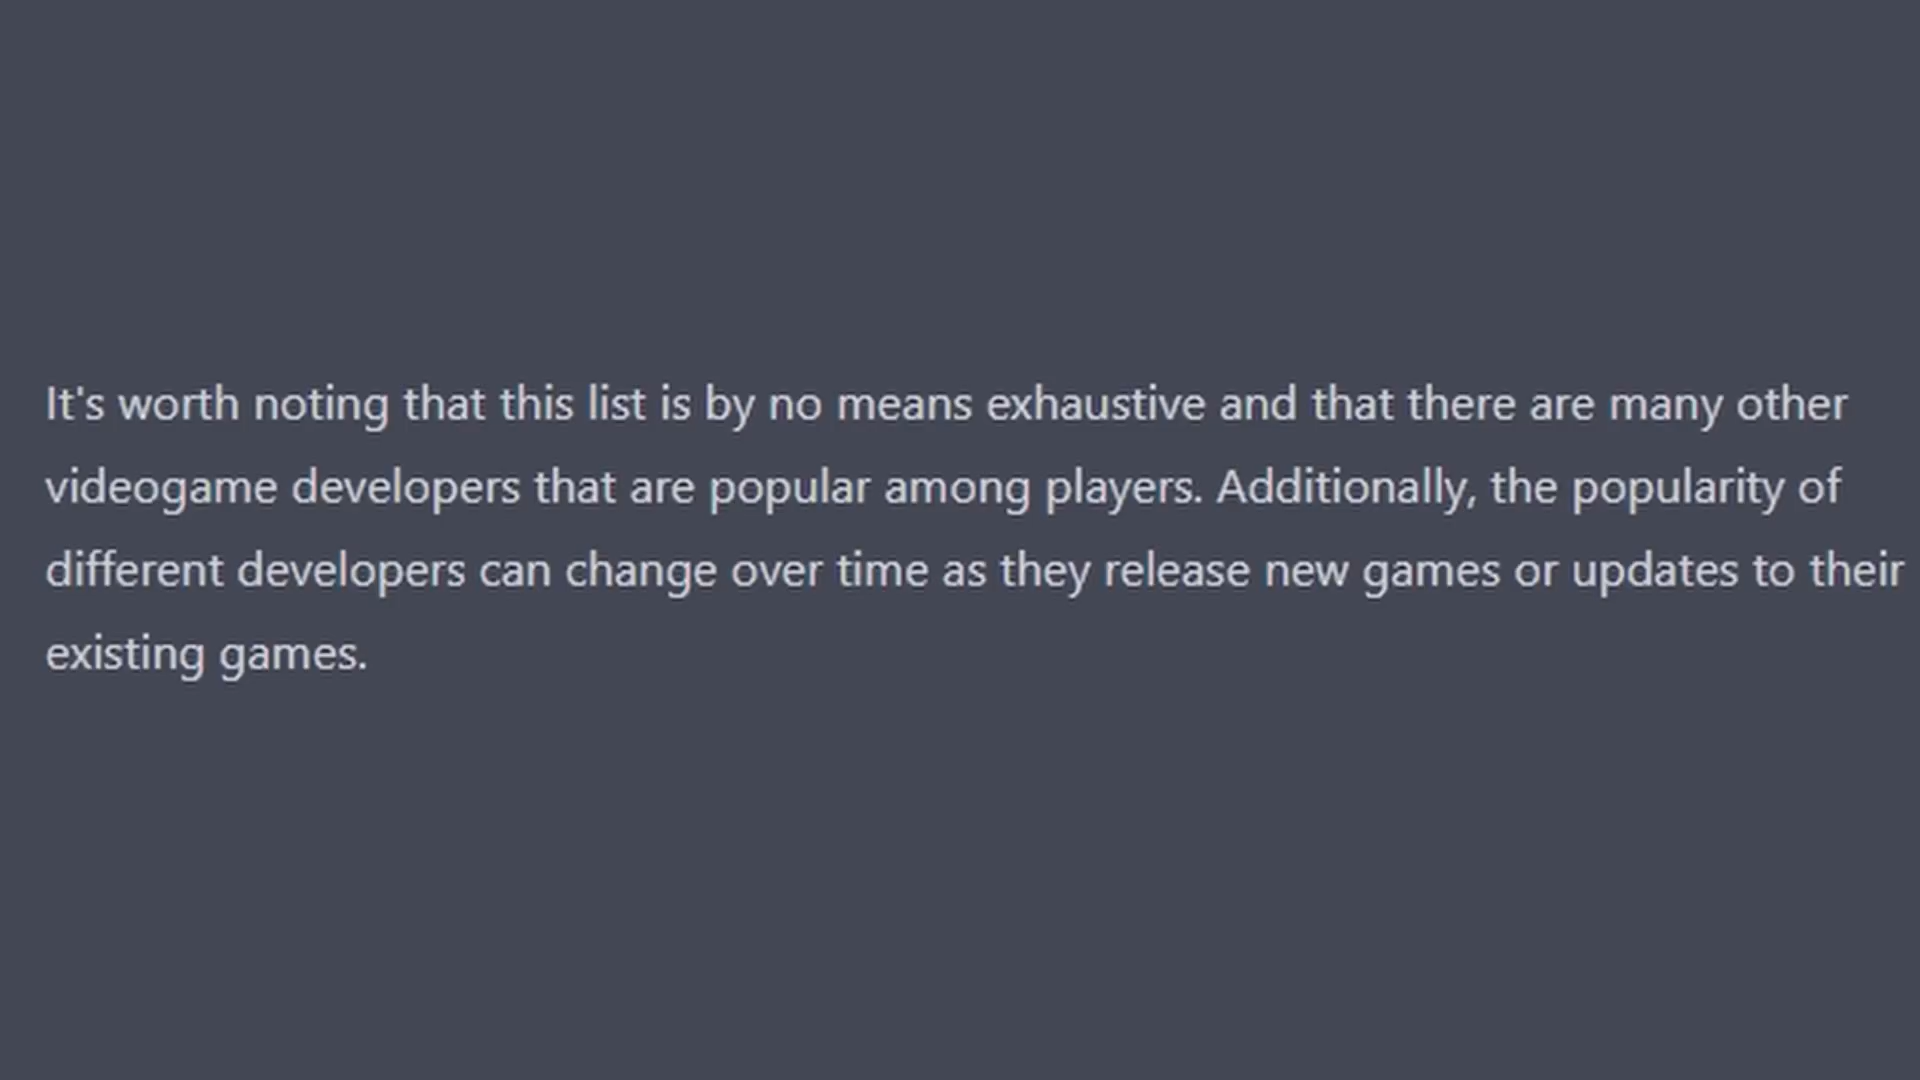 It's worth noting that this list is by no means exhaustive and that there are many other
videogame developers that are popular among players. Additionally, the popularity of
different developers can change over time as they release new games or updates to their
existing games.